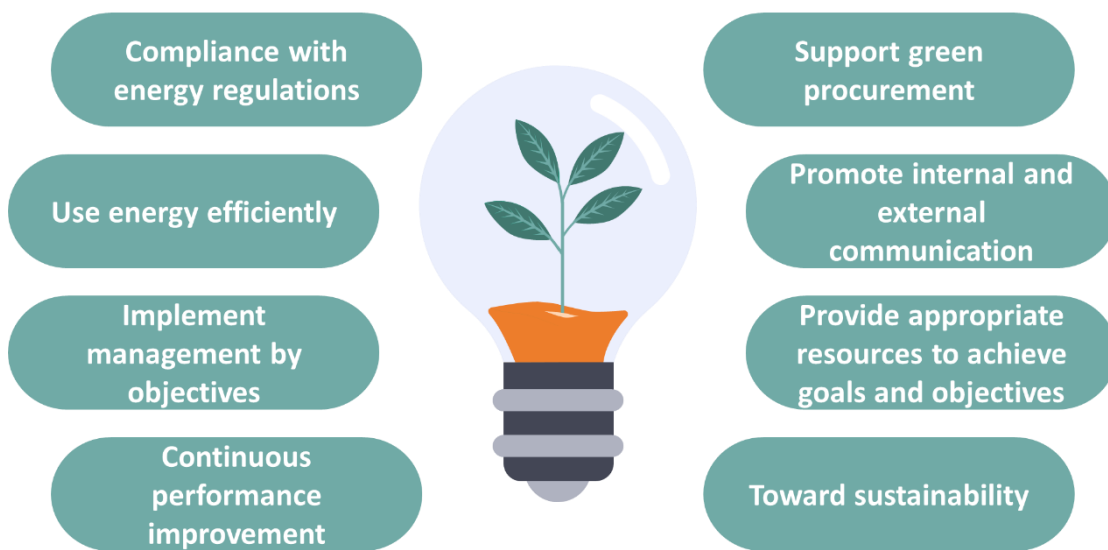 Compliance with
energy regulations
Use energy efficiently
Implement
management by
objectives
Continuous
performance
improvement
Support green
procurement
Promote internal and
external
communication
Provide appropriate
resources to achieve
goals and objectives
Toward sustainability